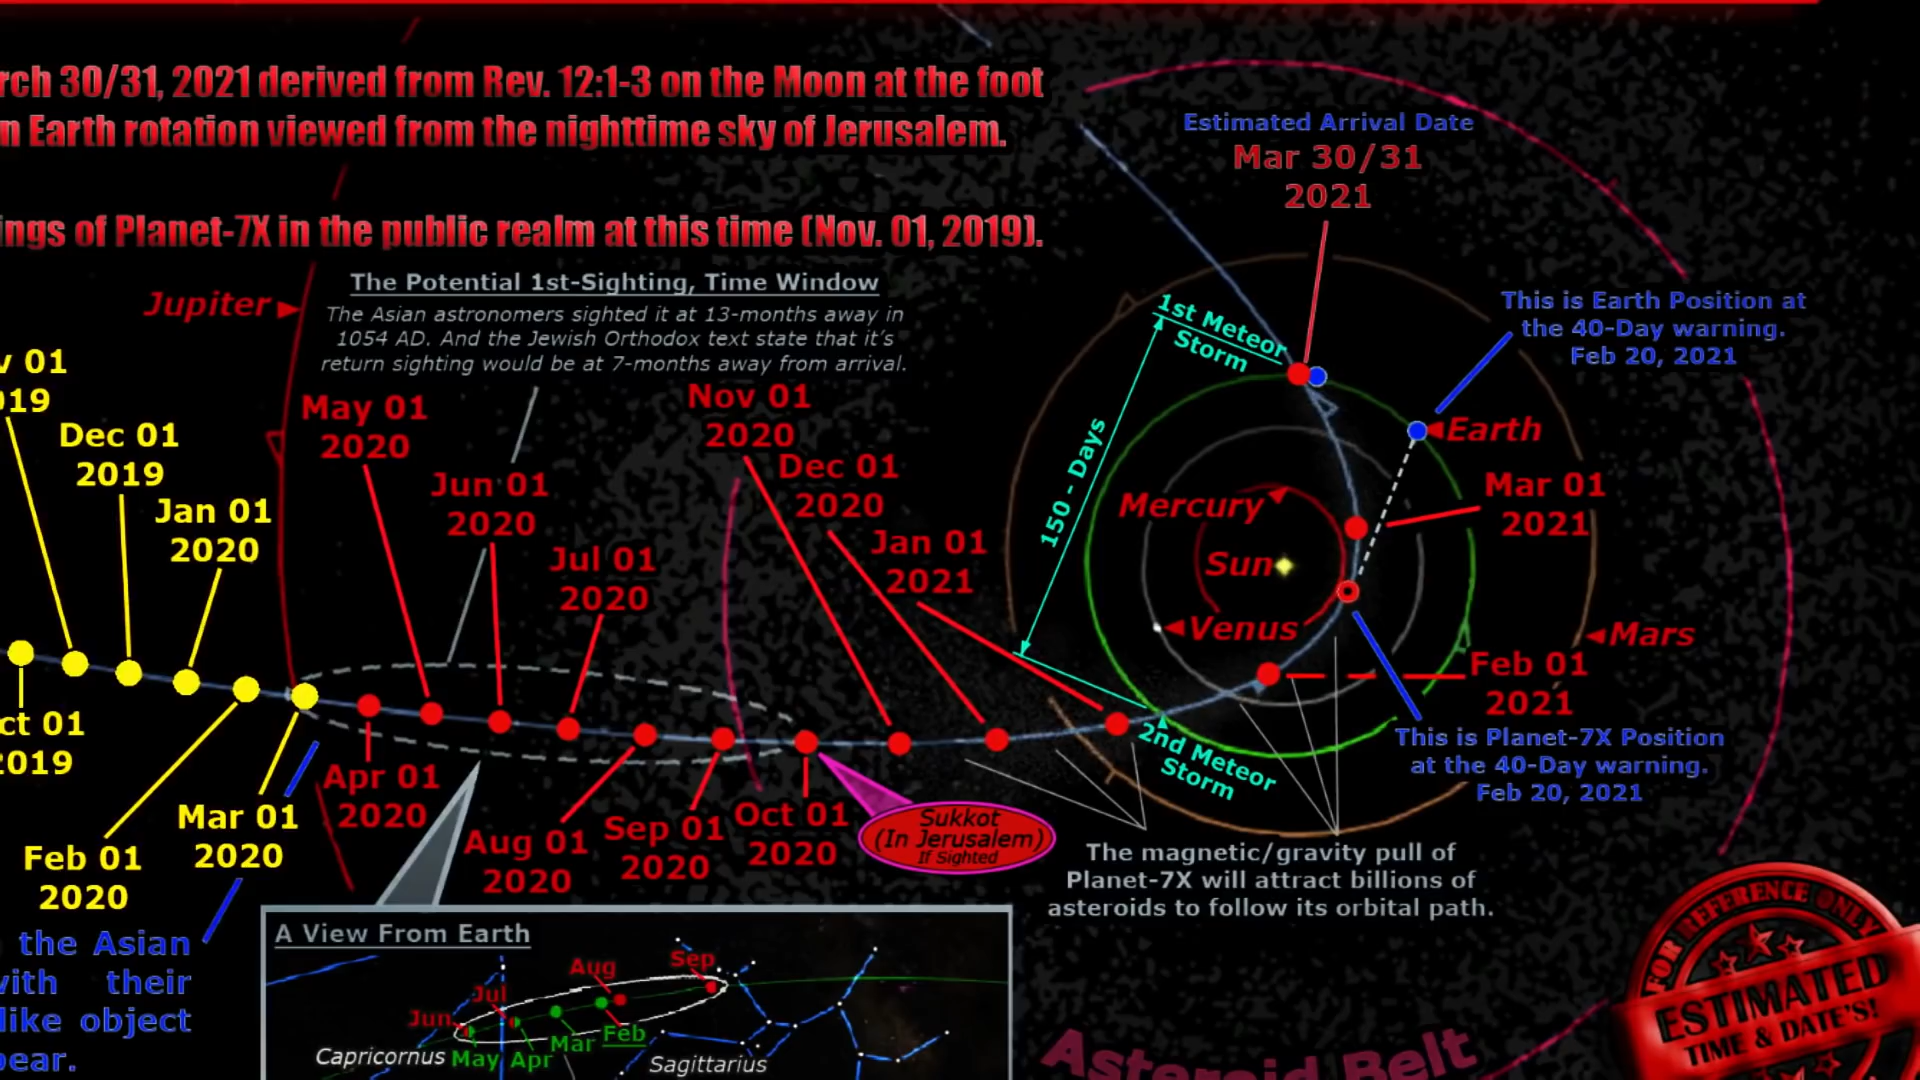 rch 30/31, 2021 derived from Rev. 12:1-3 on the Moon at the foot
n Earth rotation viewed from the nighttime sky of Jerusalem.
ings of Planet-7X in the public realm at this time (Nov. 01, 2019).
Estimated Arrival Date
Mar 30/31
2021
The Potential 1st-Sighting, Time Window
The Asian astronomers sighted it at 13-months away in
1054 AD. And the Jewish Orthodox text state that it's
return sighting would be at 7-months away from arrival.
Jupiter
1st Meteor
Storm
This is Earth Position at
the 40-Day warning.
Feb 20, 2021
v 01
019
Dec 01
2019
Jan 01
2020
May 01
2020
Jun 01
2020
Jul 01
2020
Nov 01
2020
Dec 01
2020
Jan 01
2021
150 - Days
Earth
Mercury
Mar 01
2021
Sun
Venus
Mars
Feb 01
2021
ct 01
2019
Feb 01
2020
Mar 01
2020
Apr 01
2020
Aug 01
2020
Sep 01
2020
Oct 01
2020
Sukkot
(In Jerusalem)
If Sighted
2nd Meteor
Storm
This is Planet-7X Position
at the 40-Day warning.
Feb 20, 2021
The magnetic/gravity pull of
Planet-7X will attract billions of
asteroids to follow its orbital path.
the Asian
with their
like object
pear.
A View From Earth
Sep
Aug
Jul
Jun
May
Apr
Mar
Feb
Capricornus
Sagittarius
Asteroid Belt
FOR REFERENCE ONLY
ESTIMATED
TIME & DATE'S!